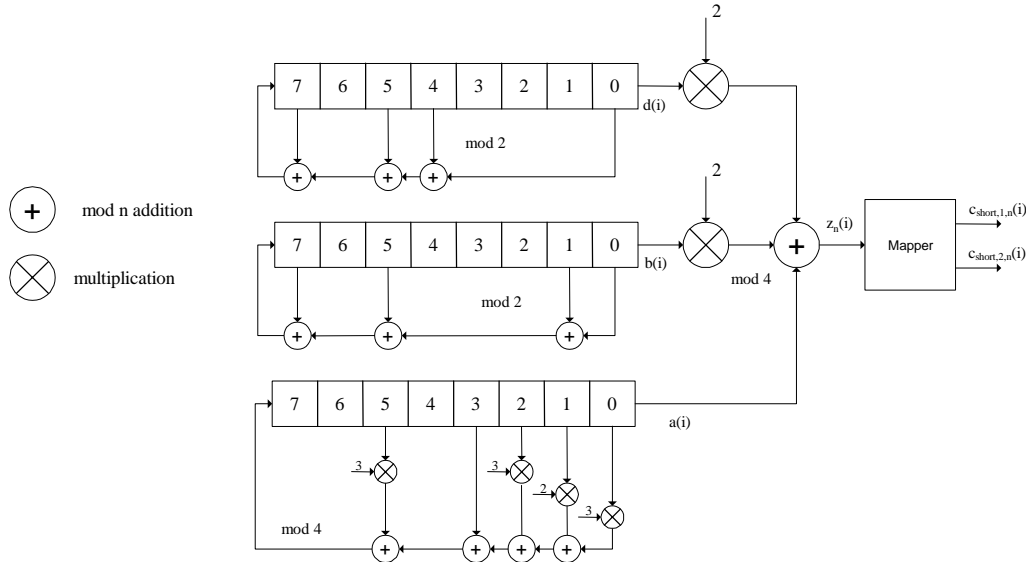 2
7 6 5 4 3 2 1 0
d(i)
mod 2
+ + +
2
+ mod n addition
multiplication
7 6 5 4 3 2 1 0
b(i)
mod 4
+
z_n(i)
Mapper
c_short,1,n(i)
c_short,2,n(i)
mod 2
+ + +
7 6 5 4 3 2 1 0
a(i)
3
3
2
3
mod 4
+ + + +